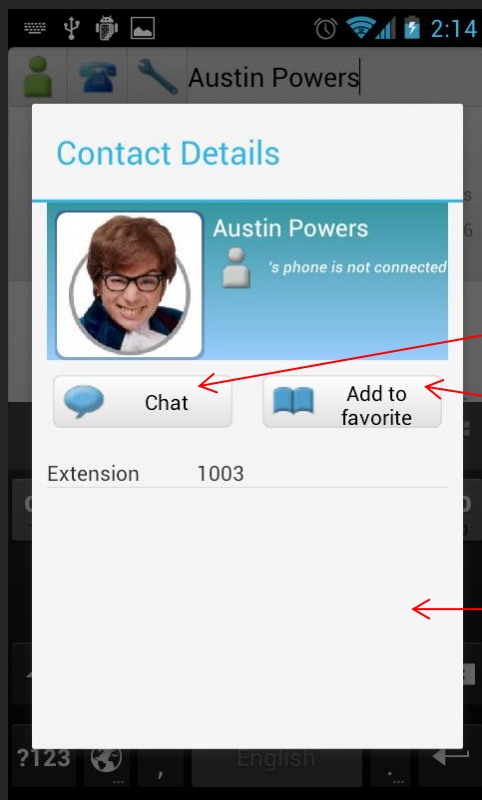 2:14
Austin Powers
Contact Details
Austin Powers
's phone is not connected
Chat
Add to
favorite
Extension 1003
?123
,
English
.